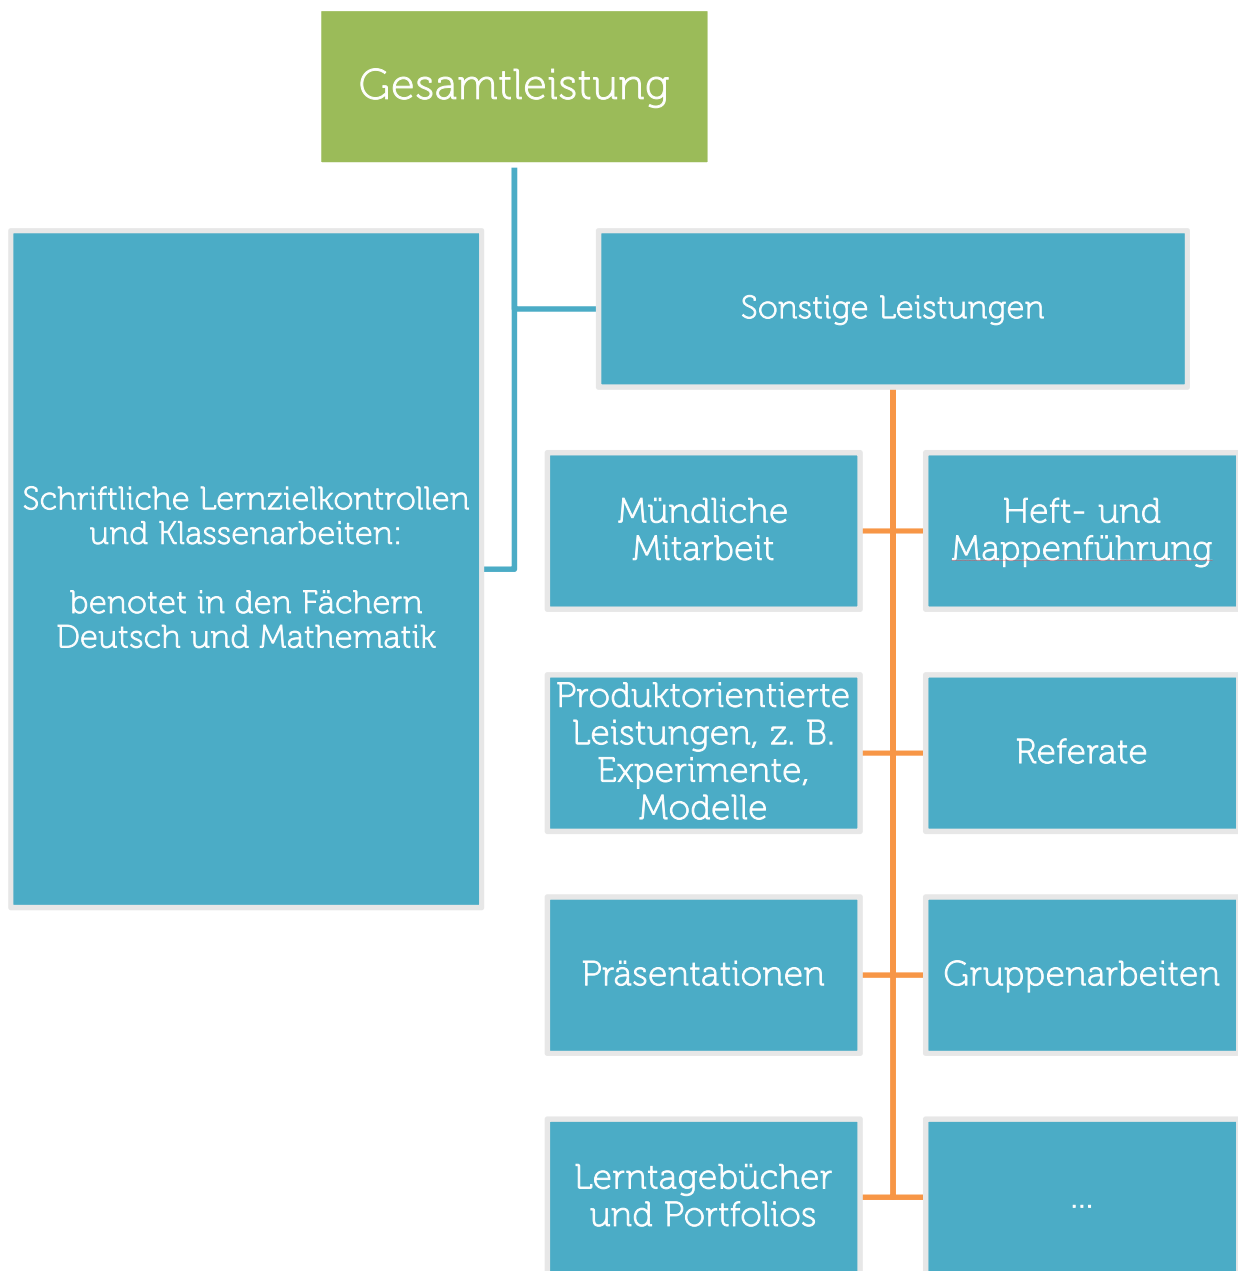 Gesamtleistung
Schriftliche Lernzielkontrollen
und Klassenarbeiten:
benotet in den Fächern
Deutsch und Mathematik
Sonstige Leistungen
Mündliche
Mitarbeit
Heft- und
Mappenführung
Produktorientierte
Leistungen, z. B.
Experimente,
Modelle
Referate
Präsentationen
Gruppenarbeiten
Lerntagebücher
und Portfolios
...